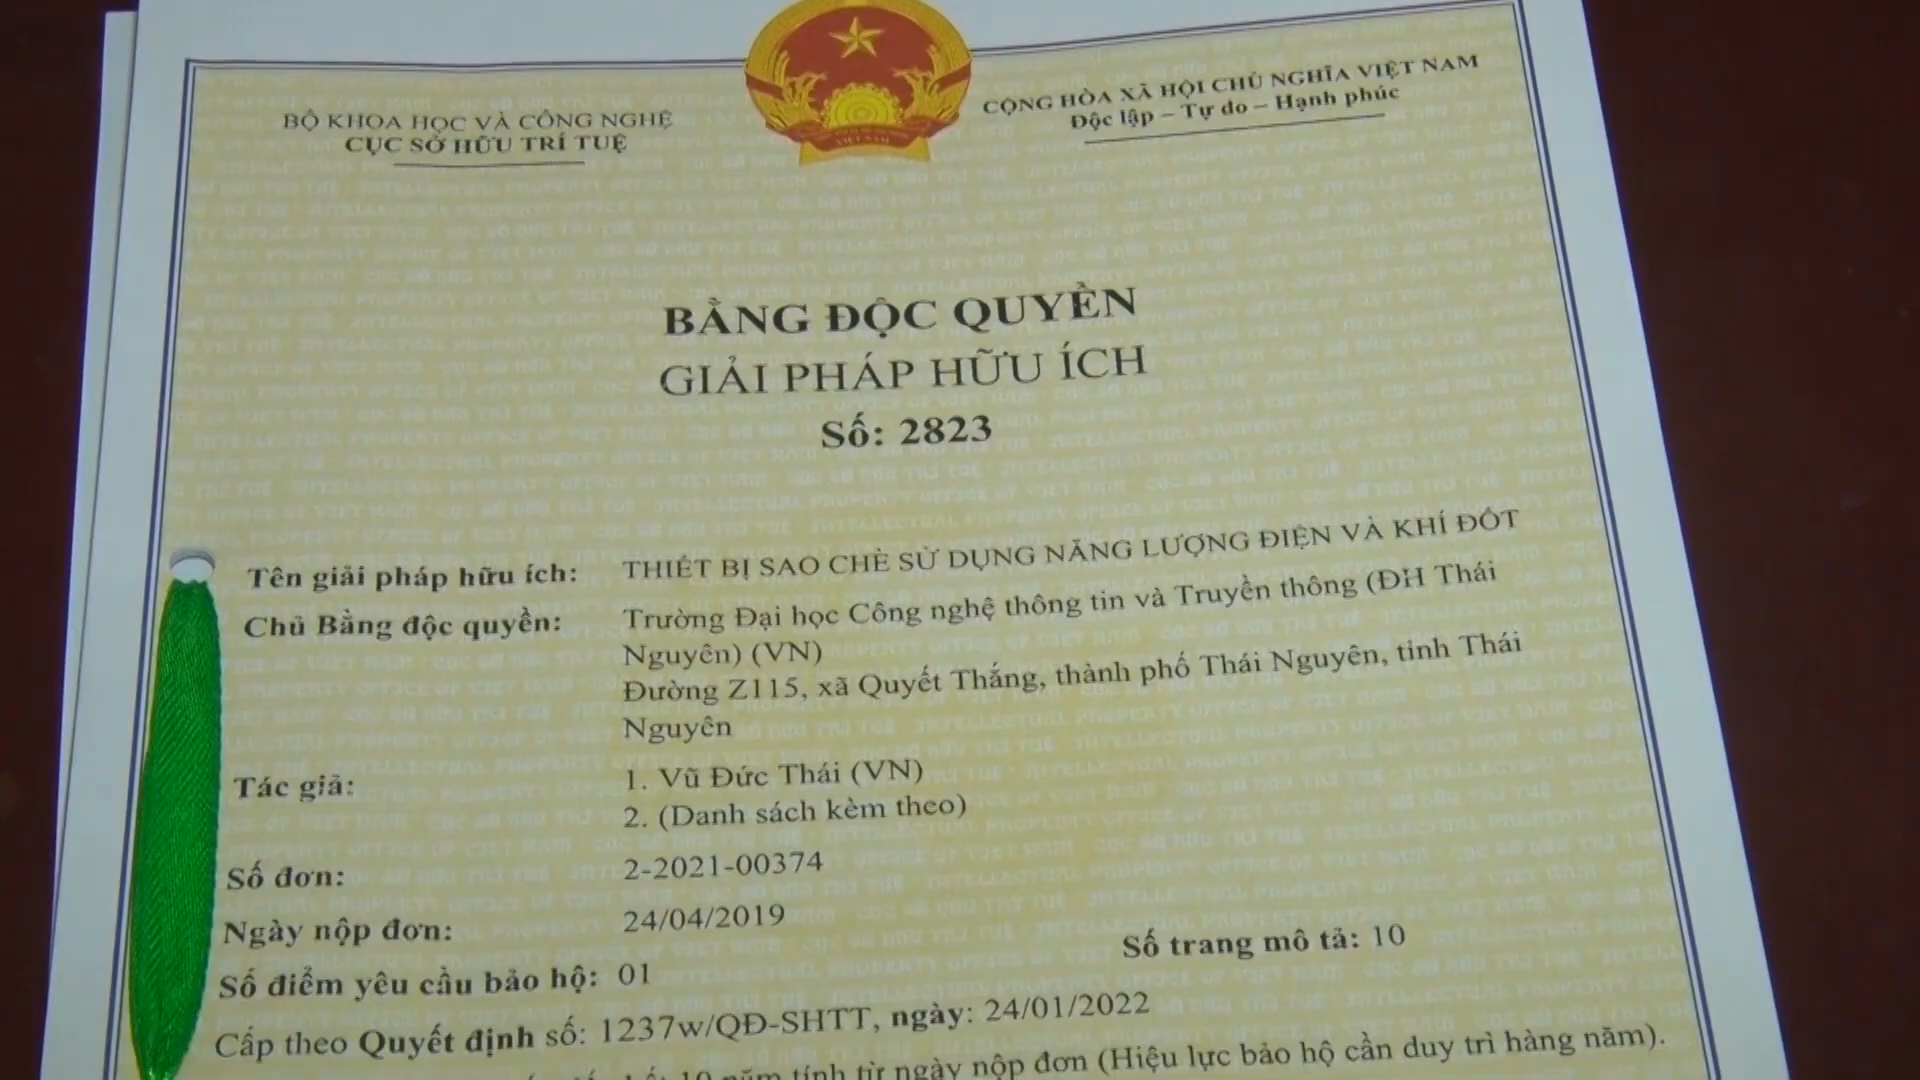 BỘ KHOA HỌC VÀ CÔNG NGHỆ
CỤC SỞ HỮU TRÍ TUỆ
CỘNG HÒA XÃ HỘI CHỦ NGHĨA VIỆT NAM
Độc lập – Tự do – Hạnh phúc
VIỆT NAM
BẰNG ĐỘC QUYỀN
GIẢI PHÁP HỮU ÍCH
Số: 2823
Tên giải pháp hữu ích: THIẾT BỊ SAO CHÈ SỬ DỤNG NĂNG LƯỢNG ĐIỆN VÀ KHÍ ĐỐT
Chủ Bằng độc quyền: Trường Đại học Công nghệ thông tin và Truyền thông (ĐH Thái
Nguyên) (VN)
Đường Z115, xã Quyết Thắng, thành phố Thái Nguyên, tỉnh Thái
Nguyên
Tác giả: 1. Vũ Đức Thái (VN)
2. (Danh sách kèm theo)
Số đơn: 2-2021-00374
Ngày nộp đơn: 24/04/2019
Số điểm yêu cầu bảo hộ: 01 Số trang mô tả: 10
Cấp theo Quyết định số: 1237w/QĐ-SHTT, ngày: 24/01/2022
10 năm tính từ ngày nộp đơn (Hiệu lực bảo hộ cần duy trì hàng năm).